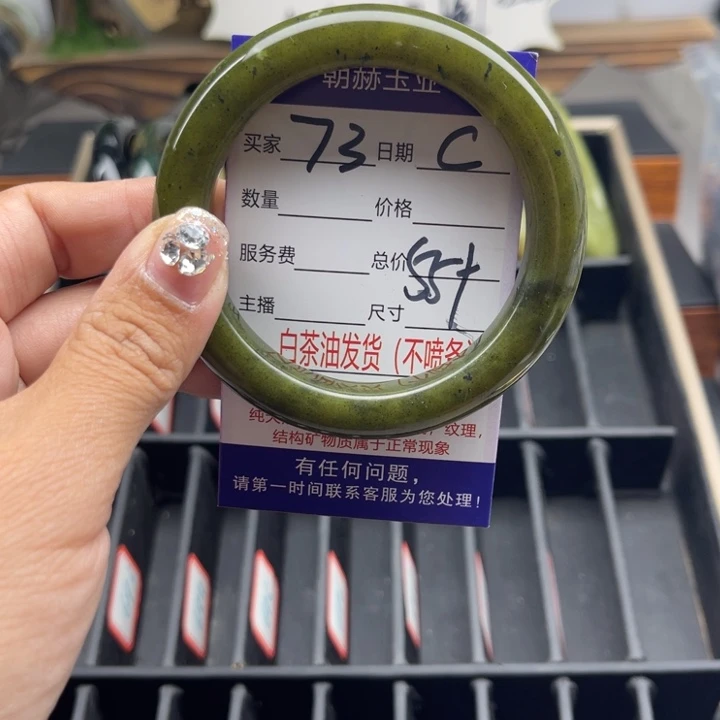 朝赫玉业
买家 73 日期 C
数量 价格
服务费 总价
主播 尺寸
白茶油发货（不喷
纹理，
结构矿物质属于正常现象
有任何问题，
请第一时间联系客服为您处理！